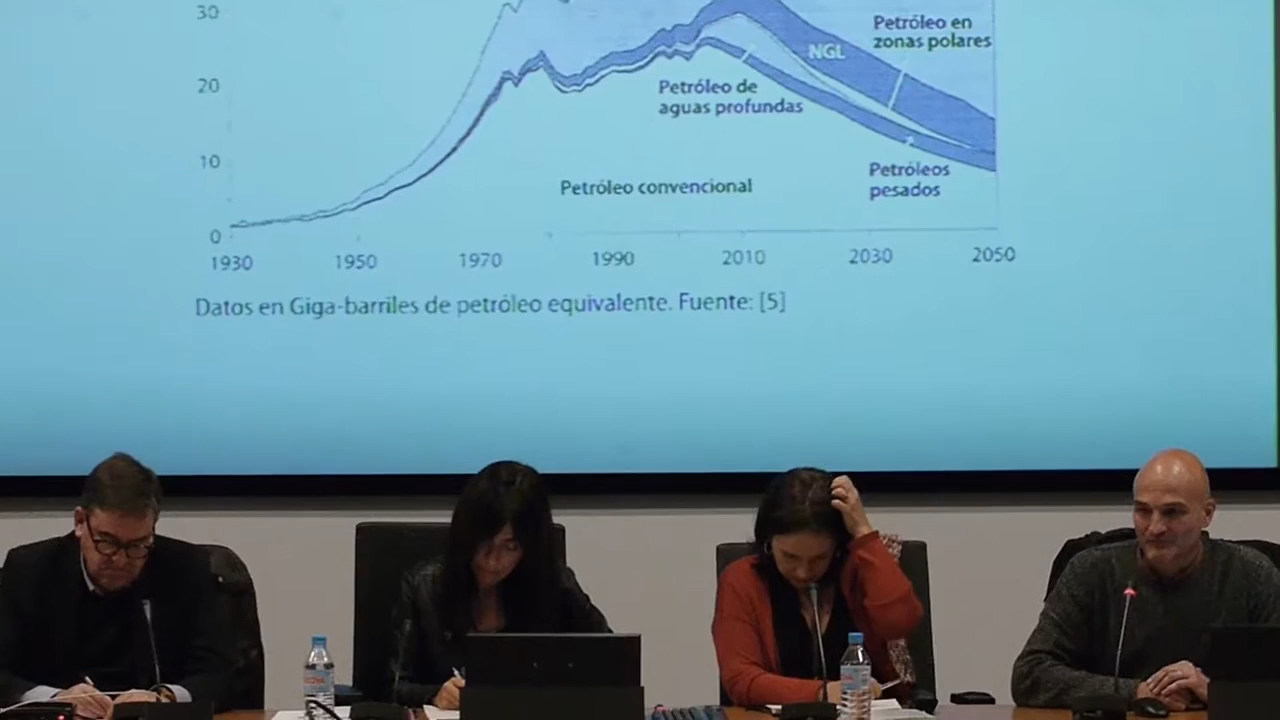 30
Petróleo en
zonas polares
NGL
20
Petróleo de
aguas profundas
10
Petróleo convencional
Petróleos
pesados
0
1930 1950 1970 1990 2010 2030 2050
Datos en Giga-barriles de petróleo equivalente. Fuente: [5]